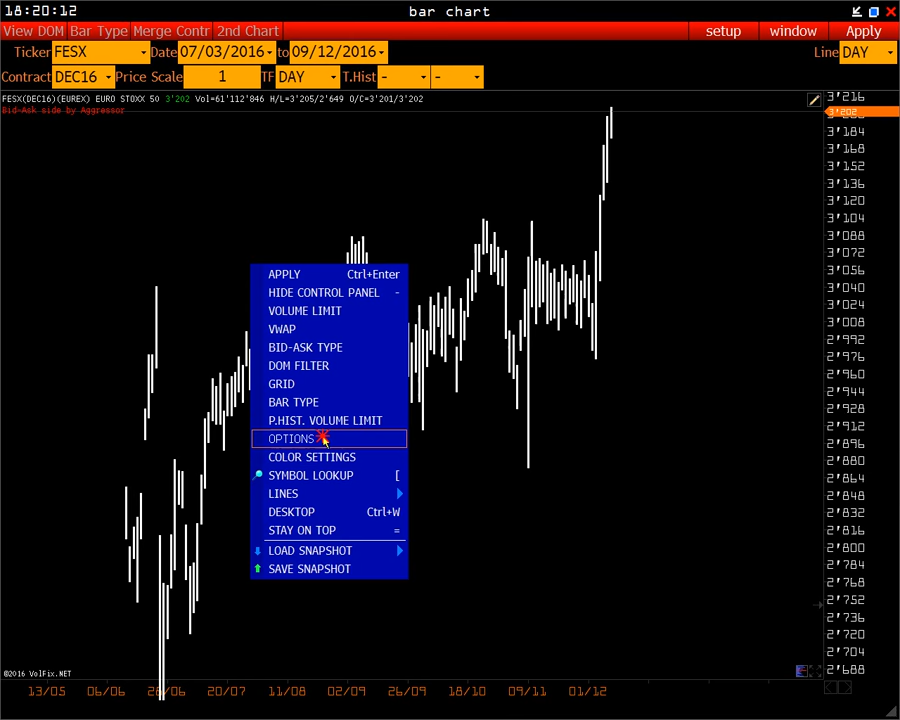 18:20:12 bar chart
View DOM Bar Type Merge Contr 2nd Chart setup window Apply
Ticker FESX Date 07/03/2016 to 09/12/2016 Line DAY
Contract DEC16 Price Scale 1 TF DAY T.Hist - -
FESX(DEC16)(EUREX) EURO STOXX 50 3'202 Vol=61'112'846 H/L=3'205/2'649 O/C=3'201/3'202
Bid-Ask side by Aggressor
3'216
3'202
3'184
3'168
3'152
3'136
3'120
3'104
3'088
3'072
3'056
3'040
3'024
3'008
2'992
2'976
2'960
2'944
2'928
2'912
2'896
2'880
2'864
2'848
2'832
2'816
2'800
2'784
2'768
2'752
2'736
2'720
2'704
2'688
APPLY Ctrl+Enter
HIDE CONTROL PANEL -
VOLUME LIMIT
VWAP
BID-ASK TYPE
DOM FILTER
GRID
BAR TYPE
P.HIST. VOLUME LIMIT
OPTIONS
COLOR SETTINGS
SYMBOL LOOKUP [
LINES
DESKTOP Ctrl+W
STAY ON TOP =
LOAD SNAPSHOT
SAVE SNAPSHOT
©2016 VolFix.NET
13/05 06/06 28/06 20/07 11/08 02/09 26/09 18/10 09/11 01/12